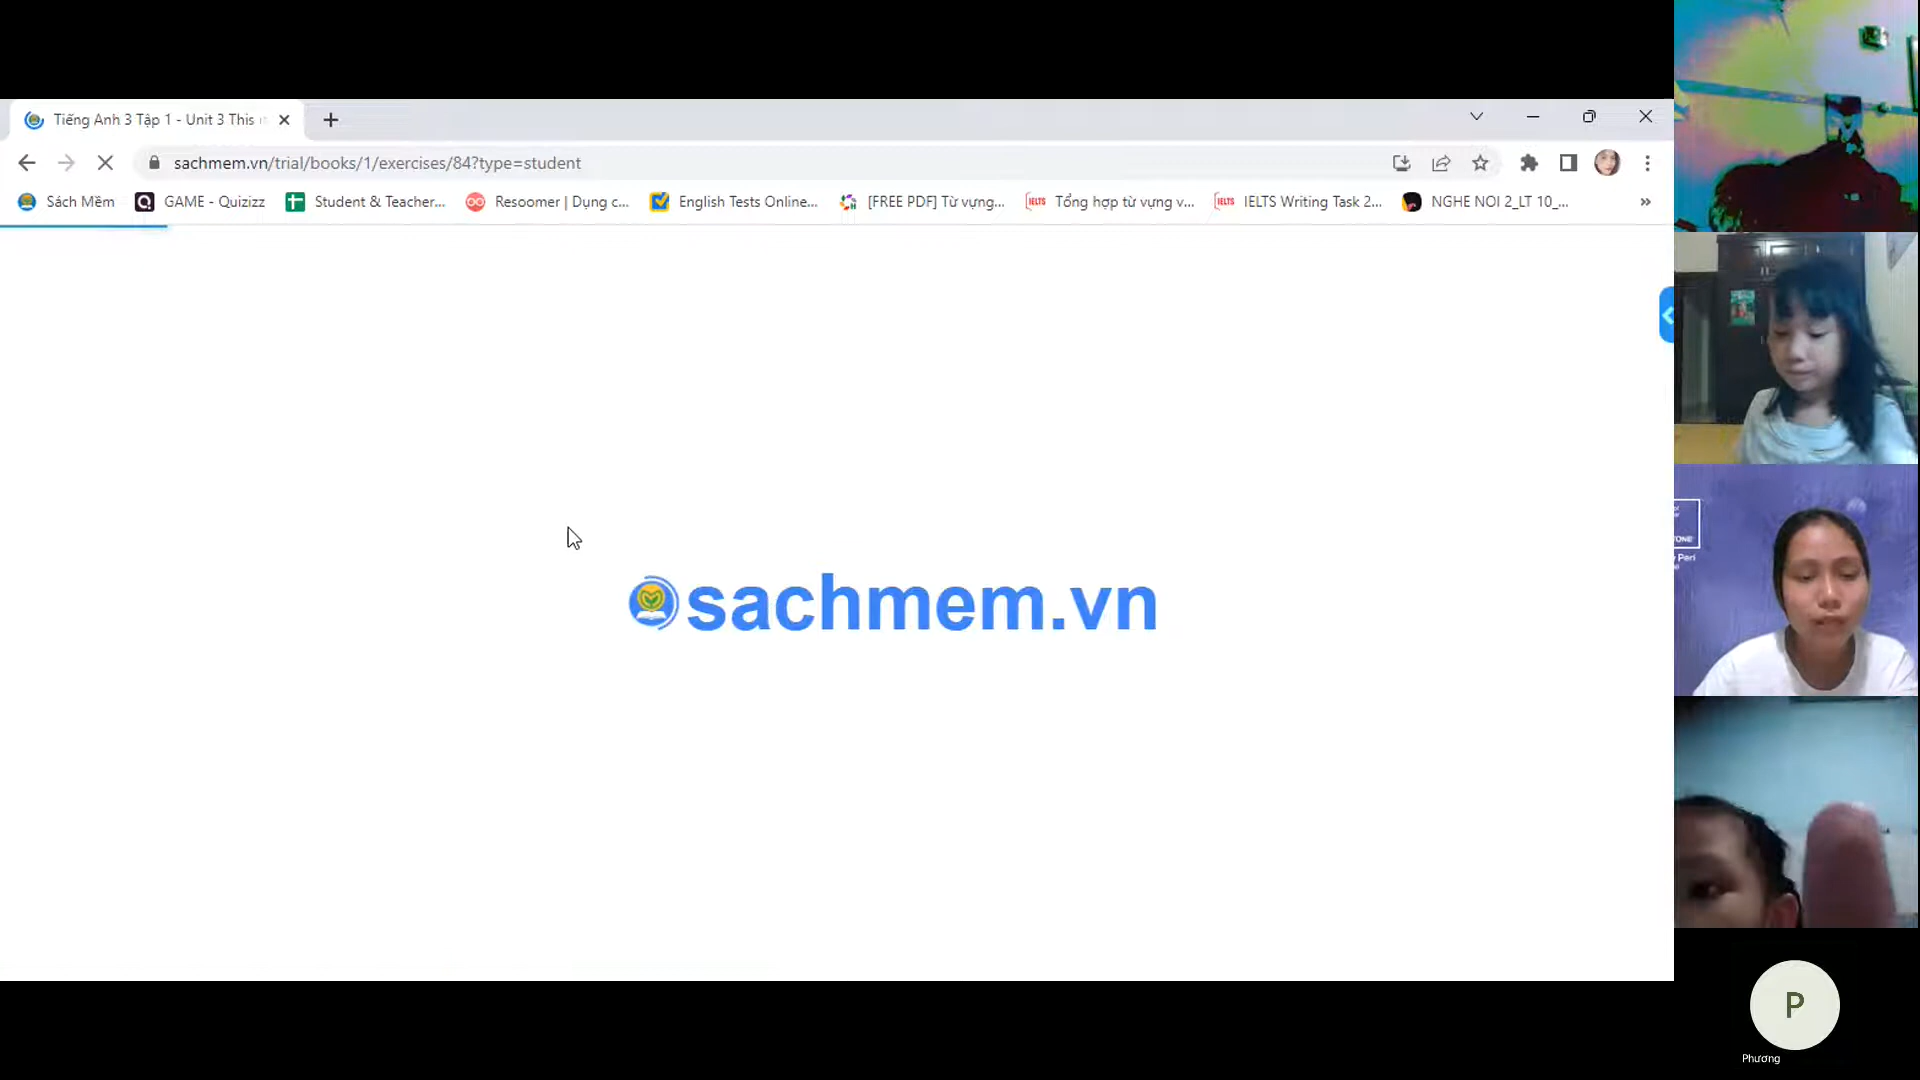 Tiếng Anh 3 Tập 1 - Unit 3 This i
sachmem.vn/trial/books/1/exercises/84?type=student
Sách Mềm GAME - Quizizz Student & Teacher... Resoomer | Dụng c... English Tests Online... [FREE PDF] Từ vựng... IELTS Tổng hợp từ vựng v... IELTS IELTS Writing Task 2... NGHE NOI 2_LT 10_... »
sachmem.vn
P
Phương